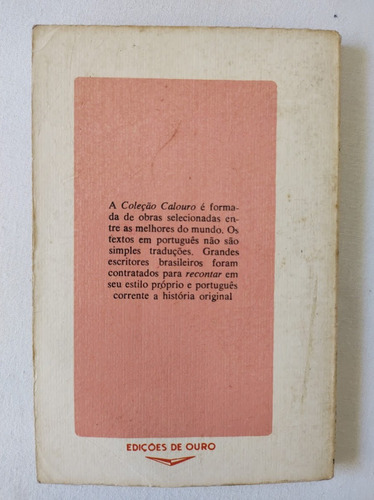 A Coleção Calouro é forma-
da de obras selecionadas en-
tre as melhores do mundo. Os
textos em português não são
simples traduções. Grandes
escritores brasileiros foram
contratados para recontar em
seu estilo próprio e português
corrente a história original
EDIÇÕES DE OURO